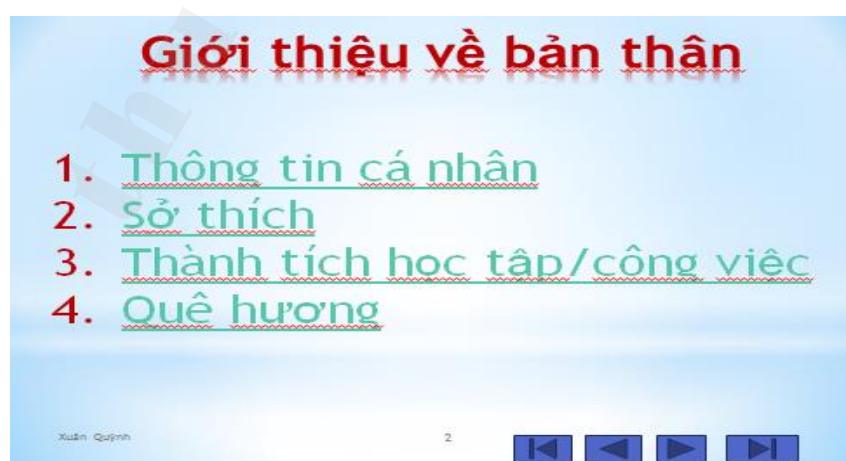 Giới thiệu về bản thân
1. Thông tin cá nhân
2. Sở thích
3. Thành tích học tập/công việc
4. Quê hương
Xuân Quỳnh
2